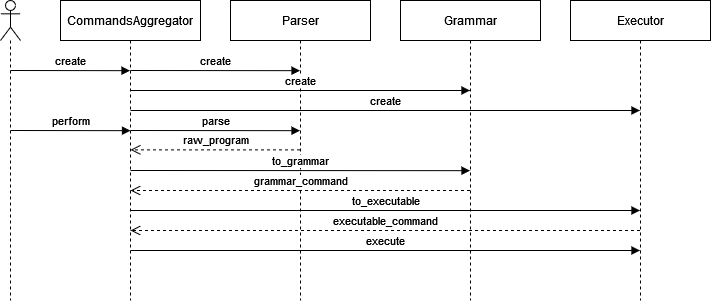 CommandsAggregator
Parser
Grammar
Executor
create
create
create
create
perform
parse
raw_program
to_grammar
grammar_command
to_executable
executable_command
execute